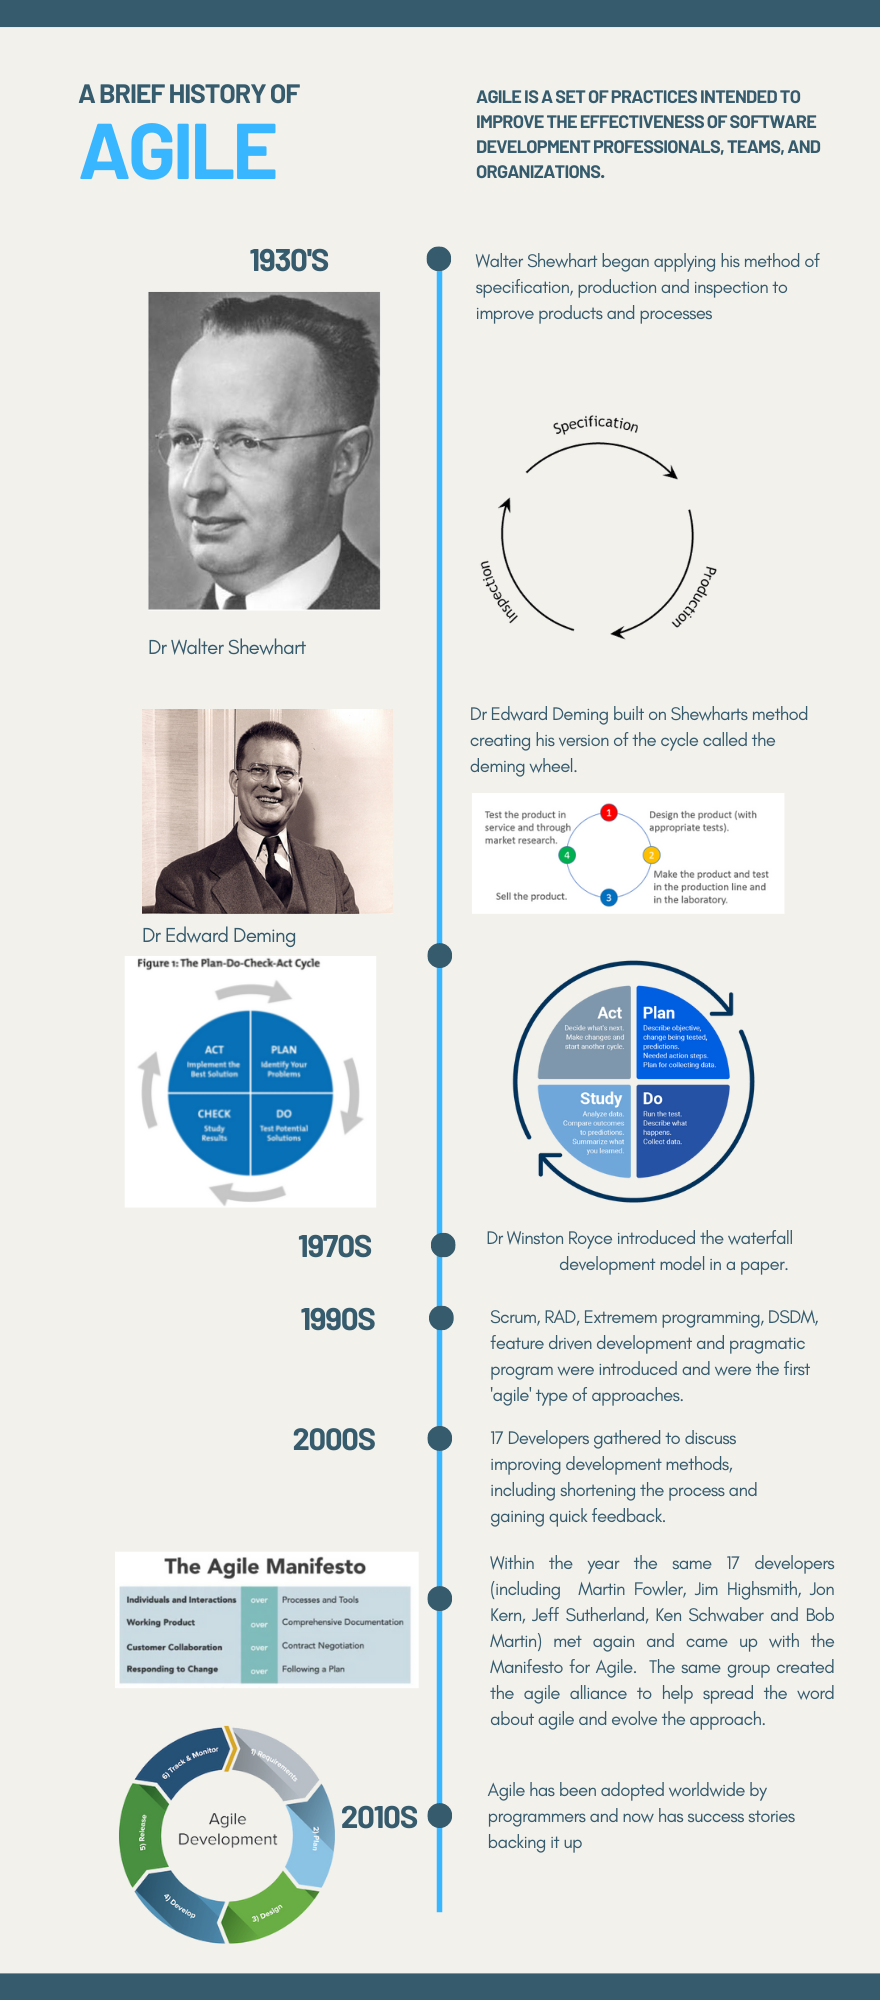 A BRIEF HISTORY OF
AGILE
AGILE IS A SET OF PRACTICES INTENDED TO
IMPROVE THE EFFECTIVENESS OF SOFTWARE
DEVELOPMENT PROFESSIONALS, TEAMS, AND
ORGANIZATIONS.
1930'S
Walter Shewhart began applying his method of
specification, production and inspection to
improve products and processes
Specification
Production
Inspection
Dr Walter Shewhart
Dr Edward Deming built on Shewharts method
creating his version of the cycle called the
deming wheel.
1
Design the product (with
appropriate tests).
2
Make the product and test
in the production line and
in the laboratory.
3
Sell the product.
4
Test the product in
service and through
market research.
Dr Edward Deming
Figure 1: The Plan-Do-Check-Act Cycle
ACT
Implement the
Best Solution
PLAN
Identify Your
Problems
CHECK
Study
Results
DO
Test Potential
Solutions
Act
Decide what's next.
Make changes and
start another cycle.
Plan
Describe objective,
change being tested,
predictions.
Needed action steps.
Plan for collecting data.
Study
Analyze data.
Compare outcomes
to predictions.
Summarize what
you learned.
Do
Run the test.
Describe what
happens.
Collect data.
1970S
Dr Winston Royce introduced the waterfall
development model in a paper.
1990S
Scrum, RAD, Extremem programming, DSDM,
feature driven development and pragmatic
program were introduced and were the first
'agile' type of approaches.
2000S
17 Developers gathered to discuss
improving development methods,
including shortening the process and
gaining quick feedback.
The Agile Manifesto
Individuals and Interactions over Processes and Tools
Working Product over Comprehensive Documentation
Customer Collaboration over Contract Negotiation
Responding to Change over Following a Plan
Within the year the same 17 developers
(including Martin Fowler, Jim Highsmith, Jon
Kern, Jeff Sutherland, Ken Schwaber and Bob
Martin) met again and came up with the
Manifesto for Agile. The same group created
the agile alliance to help spread the word
about agile and evolve the approach.
1) Requirements
2) Plan
3) Design
4) Develop
5) Release
6) Track & Monitor
Agile
Development
2010S
Agile has been adopted worldwide by
programmers and now has success stories
backing it up